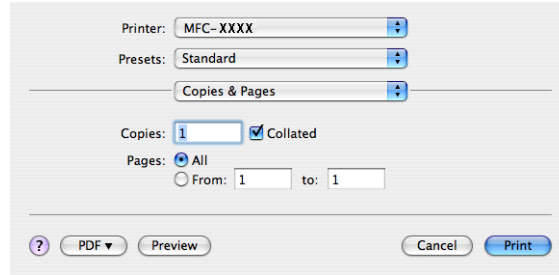 Printer: MFC-XXXX
Presets: Standard
Copies & Pages
Copies: 1 Collated
Pages: All
From: 1 to: 1
? PDF ▼ Preview Cancel Print